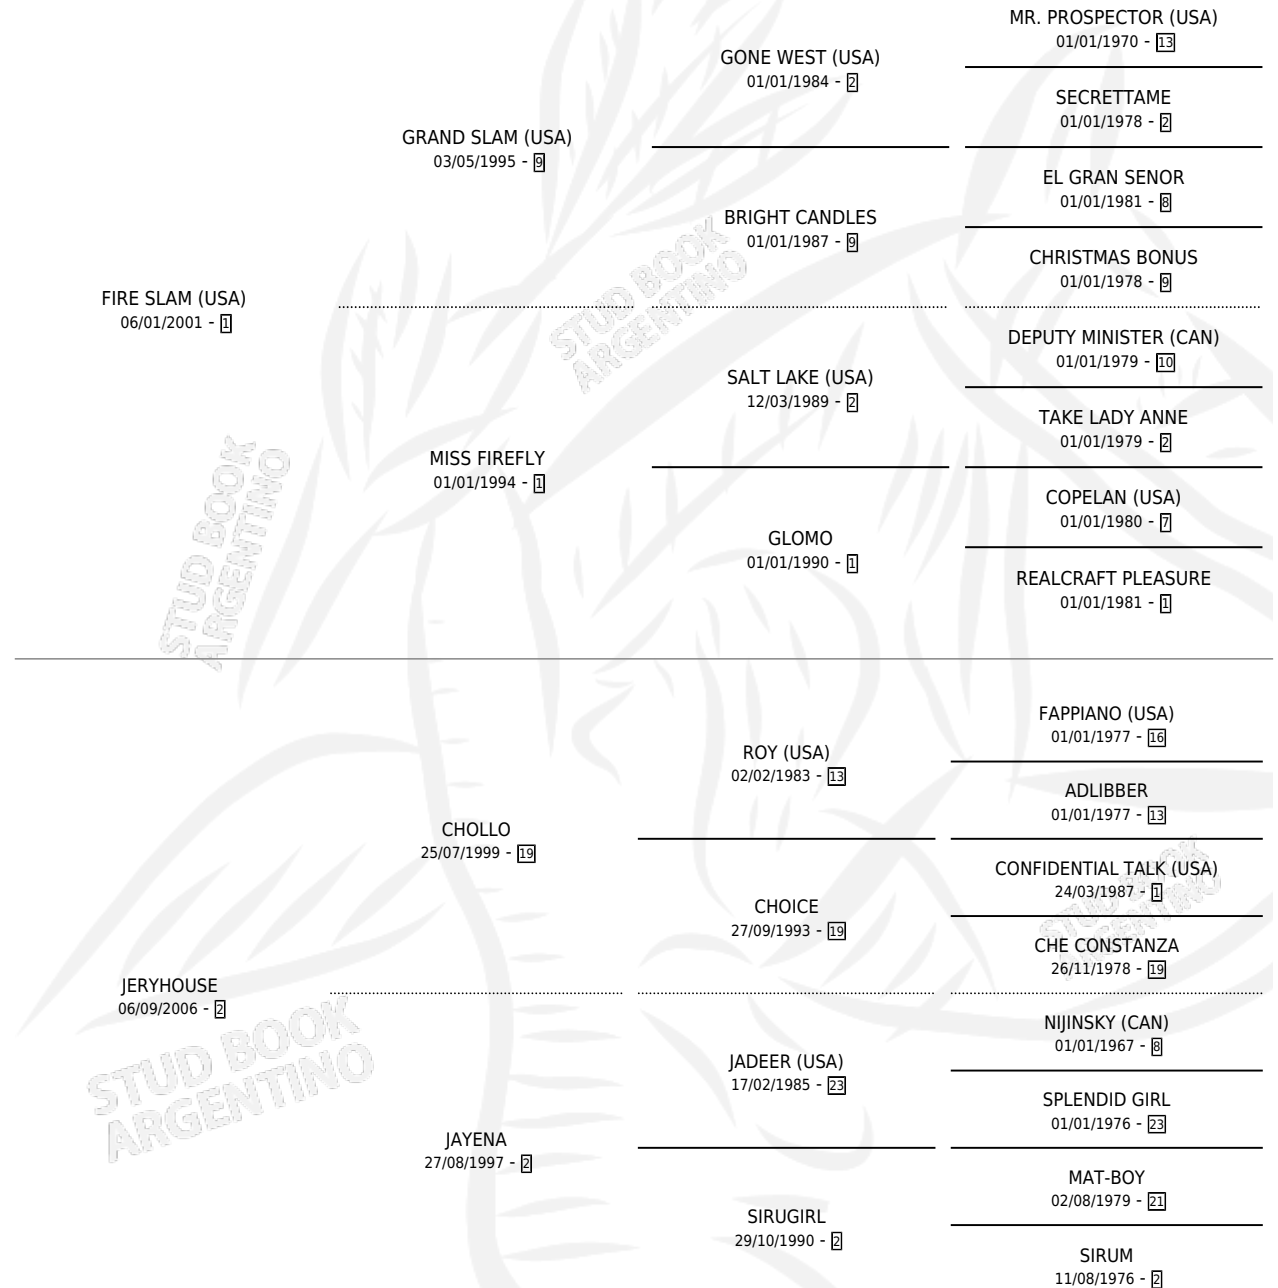 MR. PROSPECTOR (USA)
01/01/1970 - 13
GONE WEST (USA)
01/01/1984 - 2
SECRETTAME
01/01/1978 - 2
GRAND SLAM (USA)
03/05/1995 - 9
EL GRAN SENOR
01/01/1981 - 8
BRIGHT CANDLES
01/01/1987 - 9
CHRISTMAS BONUS
01/01/1978 - 9
FIRE SLAM (USA)
06/01/2001 - 1
DEPUTY MINISTER (CAN)
01/01/1979 - 10
SALT LAKE (USA)
12/03/1989 - 2
TAKE LADY ANNE
01/01/1979 - 2
MISS FIREFLY
01/01/1994 - 1
COPELAN (USA)
01/01/1980 - 7
GLOMO
01/01/1990 - 1
REALCRAFT PLEASURE
01/01/1981 - 1
STUD BOOK
ARGENTINO
STUD BOOK
ARGENTINO
FAPPIANO (USA)
01/01/1977 - 16
ROY (USA)
02/02/1983 - 13
ADLIBBER
01/01/1977 - 13
CHOLLO
25/07/1999 - 19
CONFIDENTIAL TALK (USA)
24/03/1987 - 1
CHOICE
27/09/1993 - 19
CHE CONSTANZA
26/11/1978 - 19
JERYHOUSE
06/09/2006 - 2
NIJINSKY (CAN)
01/01/1967 - 8
JADEER (USA)
17/02/1985 - 23
SPLENDID GIRL
01/01/1976 - 23
JAYENA
27/08/1997 - 2
MAT-BOY
02/08/1979 - 21
SIRUGIRL
29/10/1990 - 2
SIRUM
11/08/1976 - 2
STUD BOOK
ARGENTINO
STUD BOOK
ARGENTINO